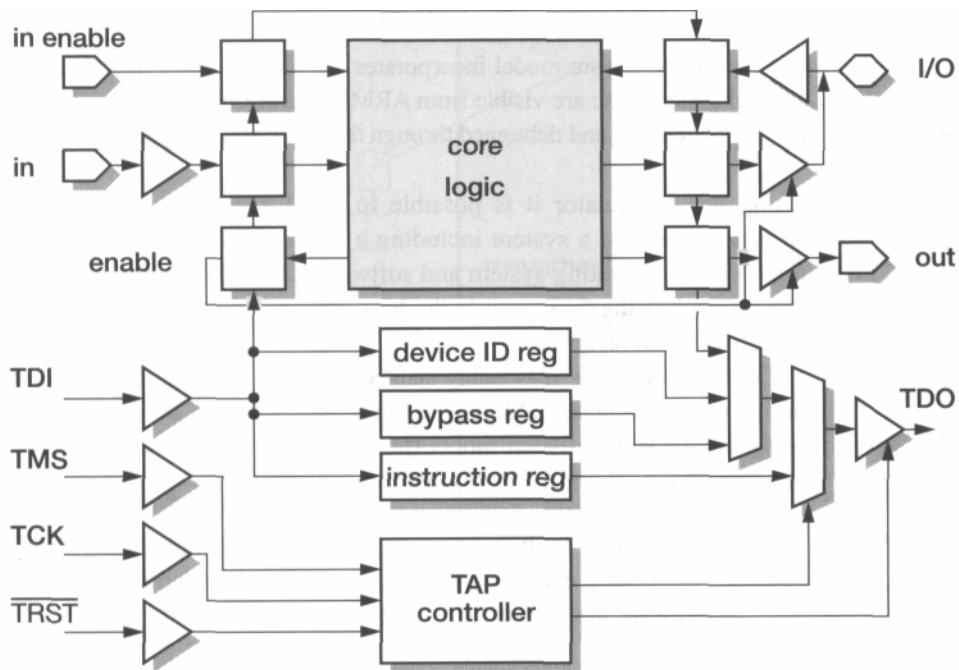 in enable
I/O
in
core
logic
enable
out
device ID reg
TDI
TDO
bypass reg
TMS
instruction reg
TCK
TAP
controller
TRST